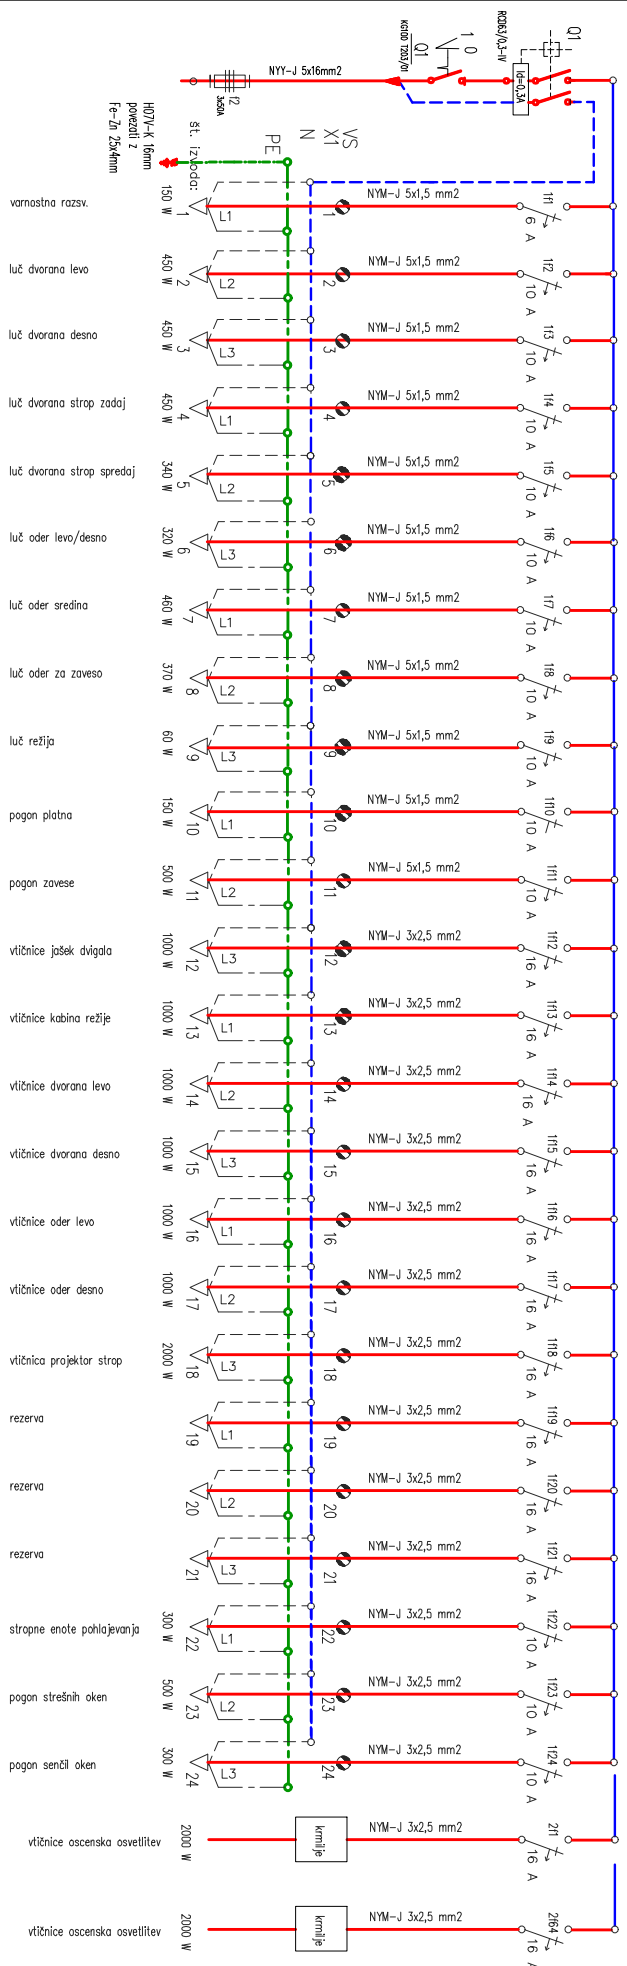 Q1
RCD63/0,3-IV
Id=0,3A
1 0
Q1
KG100 T203/01
NYY-J 5x16mm2
f2
3x50A
H07V-K 16mm
povezati z
Fe-Zn 25x4mm
št. izvoda:
PE
N
X1
VS
varnostna razsv.
150 W
1
L1
1
NYM-J 5x1,5 mm2
1f1
6 A
luč dvorana levo
450 W
2
L2
2
NYM-J 5x1,5 mm2
1f2
10 A
luč dvorana desno
450 W
3
L3
3
NYM-J 5x1,5 mm2
1f3
10 A
luč dvorana strop zadaj
450 W
4
L1
4
NYM-J 5x1,5 mm2
1f4
10 A
luč dvorana strop spredaj
340 W
5
L2
5
NYM-J 5x1,5 mm2
1f5
10 A
luč oder levo/desno
320 W
6
L3
6
NYM-J 5x1,5 mm2
1f6
10 A
luč oder sredina
460 W
7
L1
7
NYM-J 5x1,5 mm2
1f7
10 A
luč oder za zaveso
370 W
8
L2
8
NYM-J 5x1,5 mm2
1f8
10 A
luč režija
60 W
9
L3
9
NYM-J 5x1,5 mm2
1f9
10 A
pogon platna
150 W
10
L1
10
NYM-J 5x1,5 mm2
1f10
10 A
pogon zavese
500 W
11
L2
11
NYM-J 5x1,5 mm2
1f11
10 A
vtičnice jašek dvigala
1000 W
12
L3
12
NYM-J 3x2,5 mm2
1f12
16 A
vtičnice kabina režije
1000 W
13
L1
13
NYM-J 3x2,5 mm2
1f13
16 A
vtičnice dvorana levo
1000 W
14
L2
14
NYM-J 3x2,5 mm2
1f14
16 A
vtičnice dvorana desno
1000 W
15
L3
15
NYM-J 3x2,5 mm2
1f15
16 A
vtičnice oder levo
1000 W
16
L1
16
NYM-J 3x2,5 mm2
1f16
16 A
vtičnice oder desno
1000 W
17
L2
17
NYM-J 3x2,5 mm2
1f17
16 A
vtičnica projektor strop
2000 W
18
L3
18
NYM-J 3x2,5 mm2
1f18
16 A
rezerva
19
L1
19
NYM-J 3x2,5 mm2
1f19
16 A
rezerva
20
L2
20
NYM-J 3x2,5 mm2
1f20
16 A
rezerva
21
L3
21
NYM-J 3x2,5 mm2
1f21
16 A
stropne enote pohlajevanja
300 W
22
L1
22
NYM-J 3x2,5 mm2
1f22
10 A
pogon strešnih oken
500 W
23
L2
23
NYM-J 3x2,5 mm2
1f23
10 A
pogon senčil oken
300 W
24
L3
24
NYM-J 3x2,5 mm2
1f24
10 A
vtičnice oscenska osvetlitev
2000 W
krmilje
NYM-J 3x2,5 mm2
2f1
16 A
vtičnice oscenska osvetlitev
2000 W
krmilje
NYM-J 3x2,5 mm2
2f64
16 A